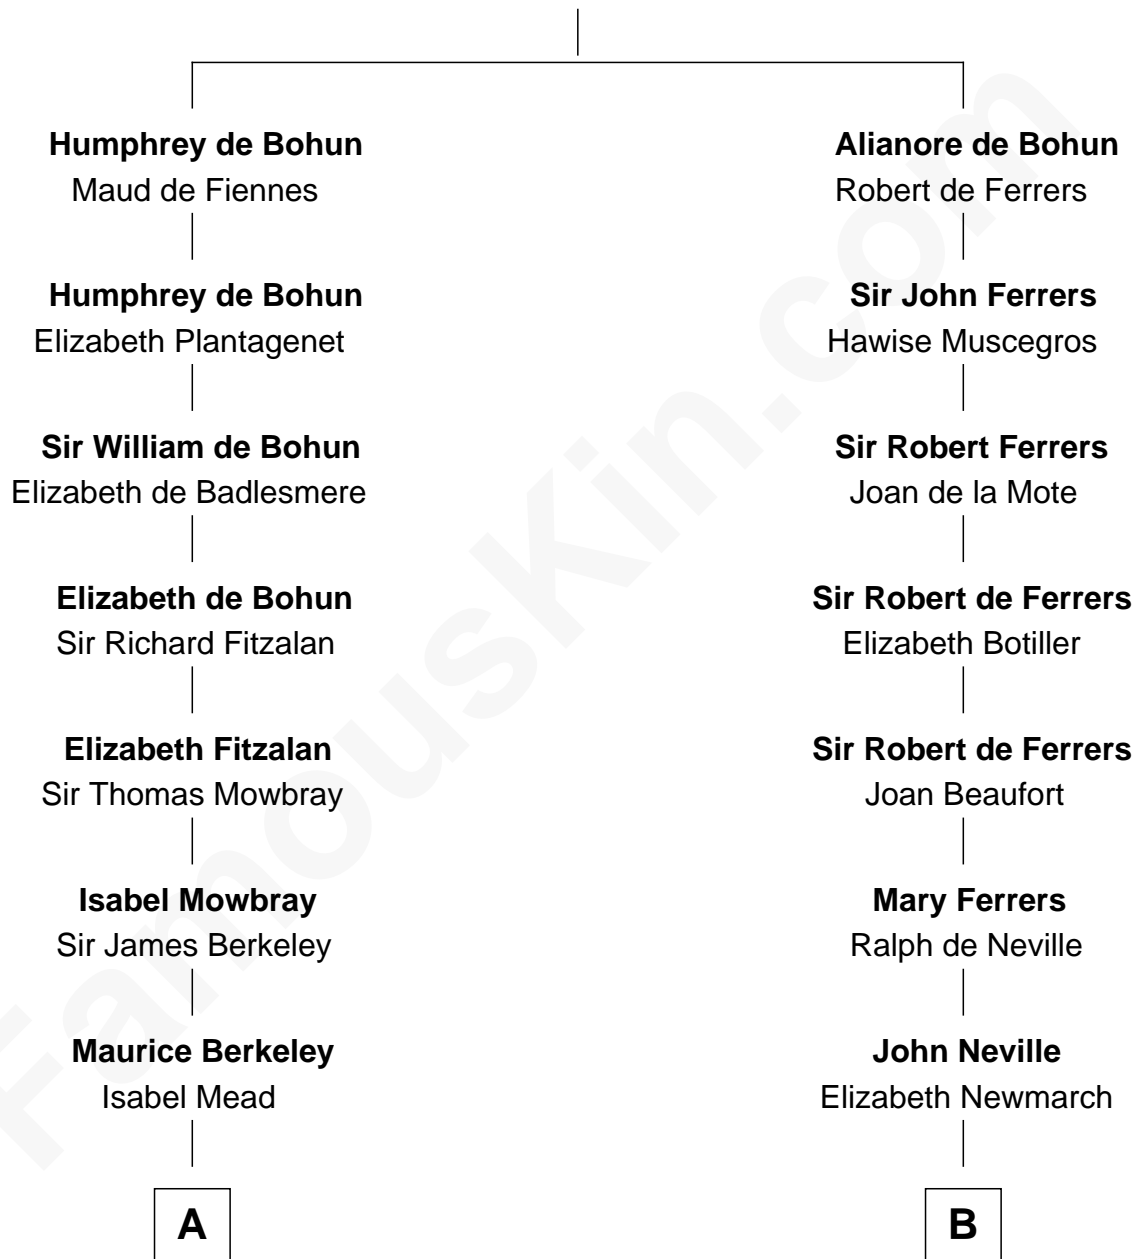 Humphrey de Bohun
Maud de Fiennes
Humphrey de Bohun
Elizabeth Plantagenet
Sir William de Bohun
Elizabeth de Badlesmere
Elizabeth de Bohun
Sir Richard Fitzalan
Elizabeth Fitzalan
Sir Thomas Mowbray
Isabel Mowbray
Sir James Berkeley
Maurice Berkeley
Isabel Mead
A
Alianore de Bohun
Robert de Ferrers
Sir John Ferrers
Hawise Muscegros
Sir Robert Ferrers
Joan de la Mote
Sir Robert de Ferrers
Elizabeth Botiller
Sir Robert de Ferrers
Joan Beaufort
Mary Ferrers
Ralph de Neville
John Neville
Elizabeth Newmarch
B
FamousKin.com